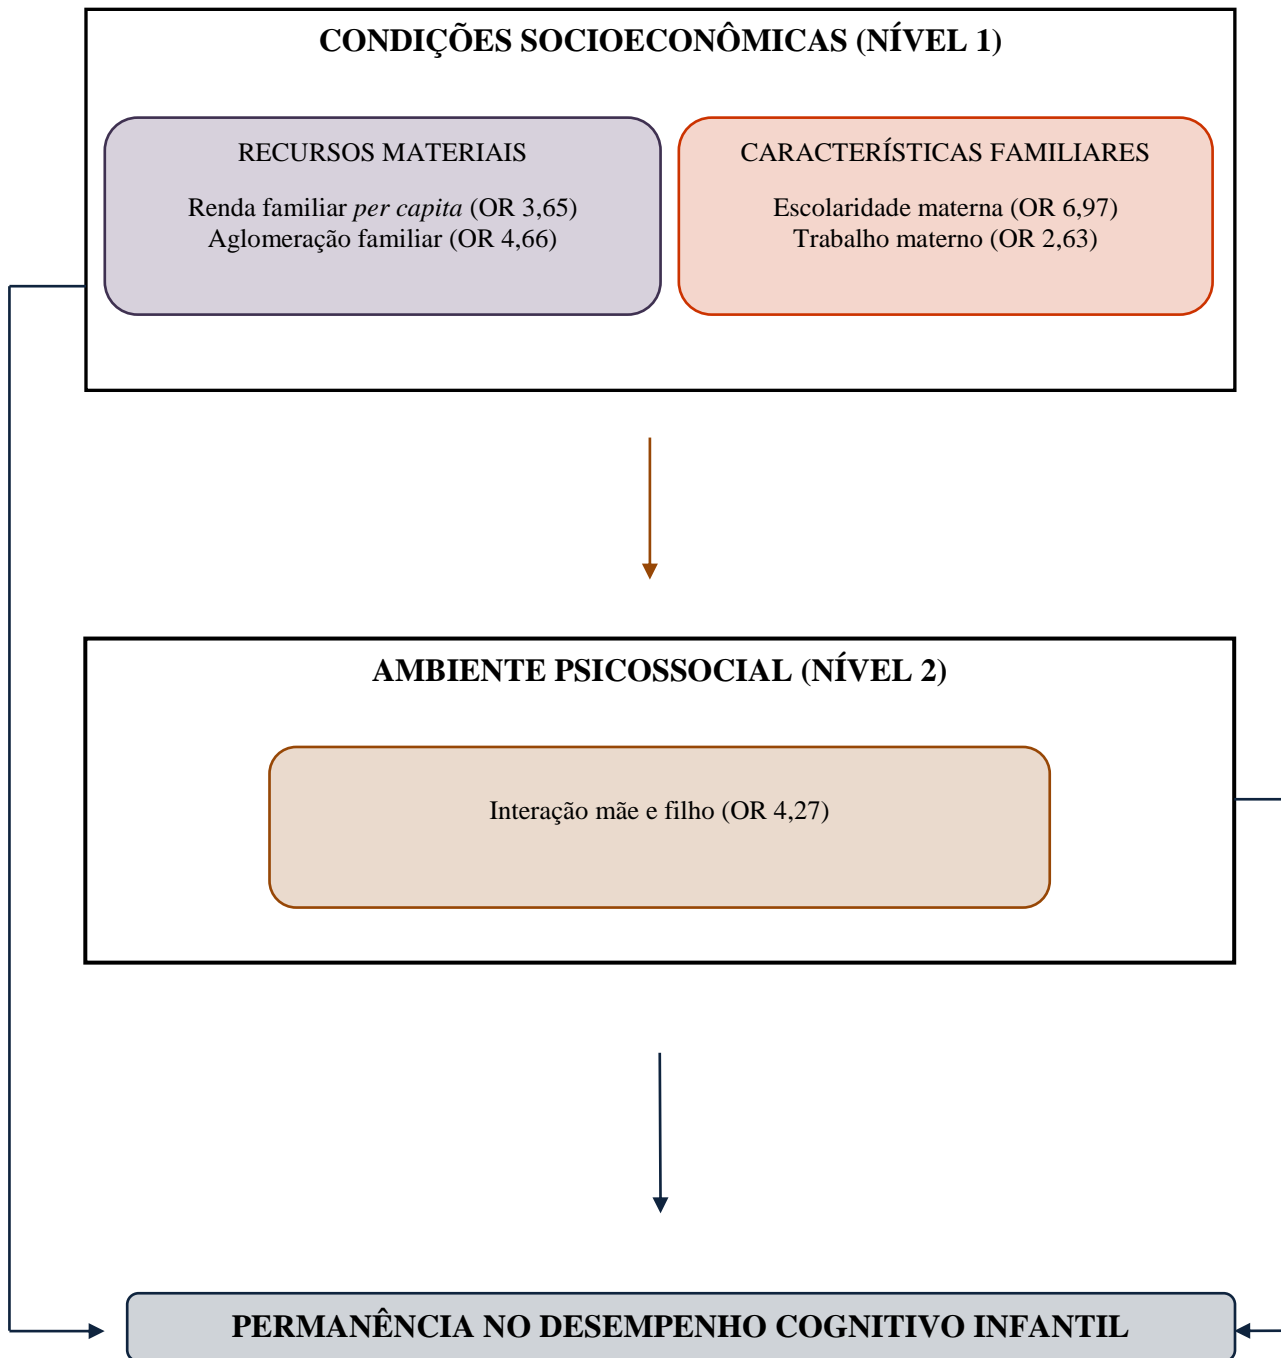 CONDIÇÕES SOCIOECONÔMICAS (NÍVEL 1)
RECURSOS MATERIAIS
Renda familiar per capita (OR 3,65)
Aglomeração familiar (OR 4,66)
CARACTERÍSTICAS FAMILIARES
Escolaridade materna (OR 6,97)
Trabalho materno (OR 2,63)
AMBIENTE PSICOSSOCIAL (NÍVEL 2)
Interação mãe e filho (OR 4,27)
PERMANÊNCIA NO DESEMPENHO COGNITIVO INFANTIL